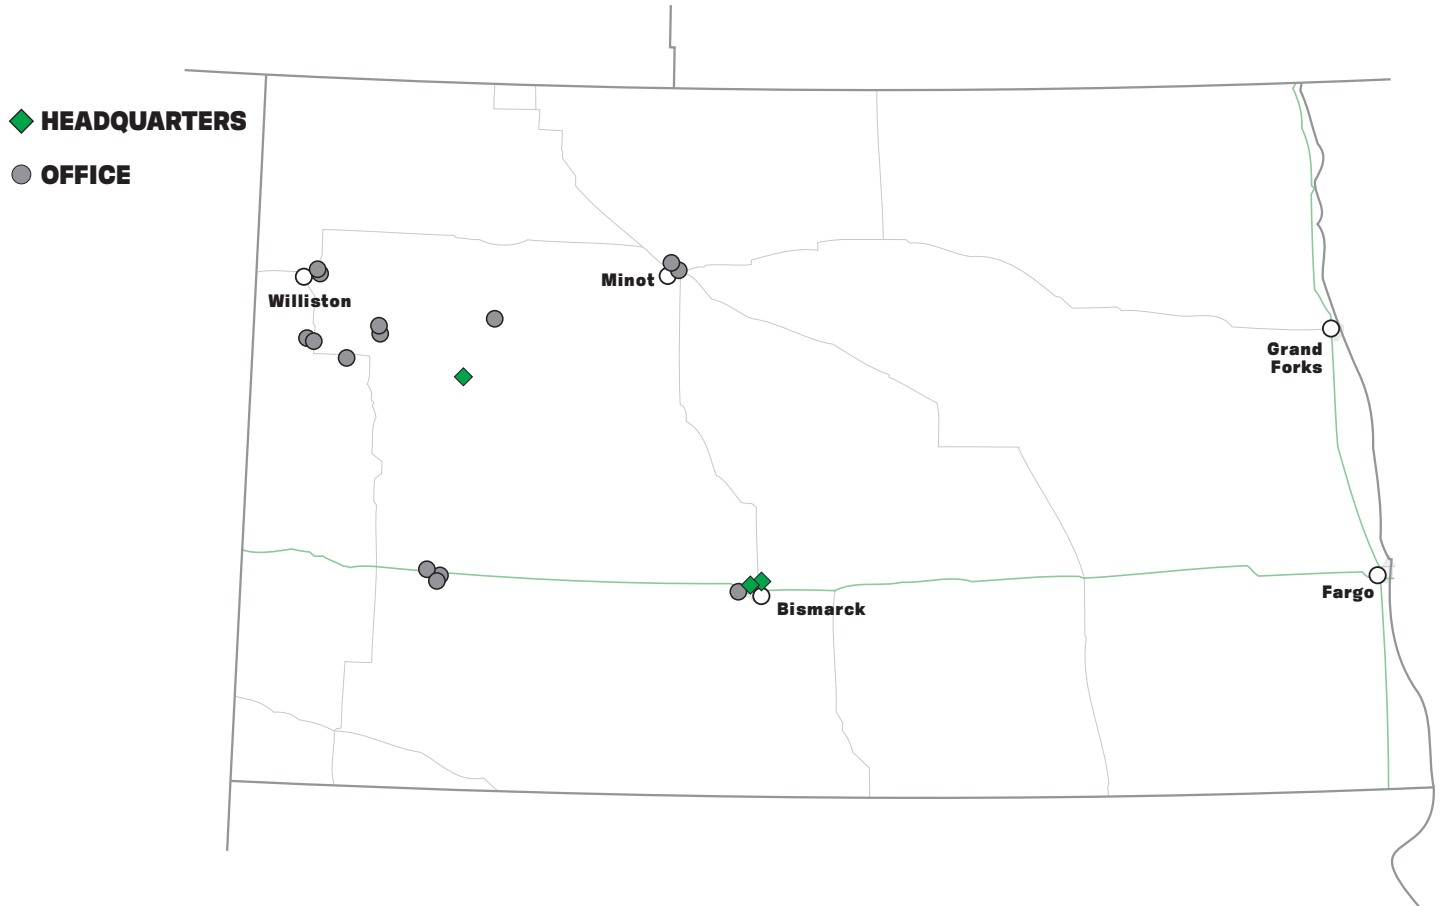 HEADQUARTERS
OFFICE
Williston
Minot
Grand
Forks
Bismarck
Fargo